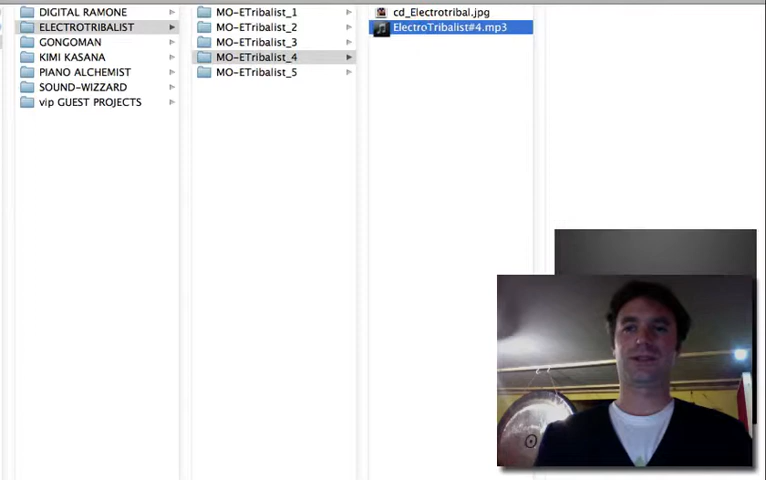 DIGITAL RAMONE
ELECTROTRIBALIST
GONGOMAN
KIMI KASANA
PIANO ALCHEMIST
SOUND-WIZZARD
vip GUEST PROJECTS
MO-ETribalist_1
MO-ETribalist_2
MO-ETribalist_3
MO-ETribalist_4
MO-ETribalist_5
cd_Electrotribal.jpg
ElectroTribalist#4.mp3